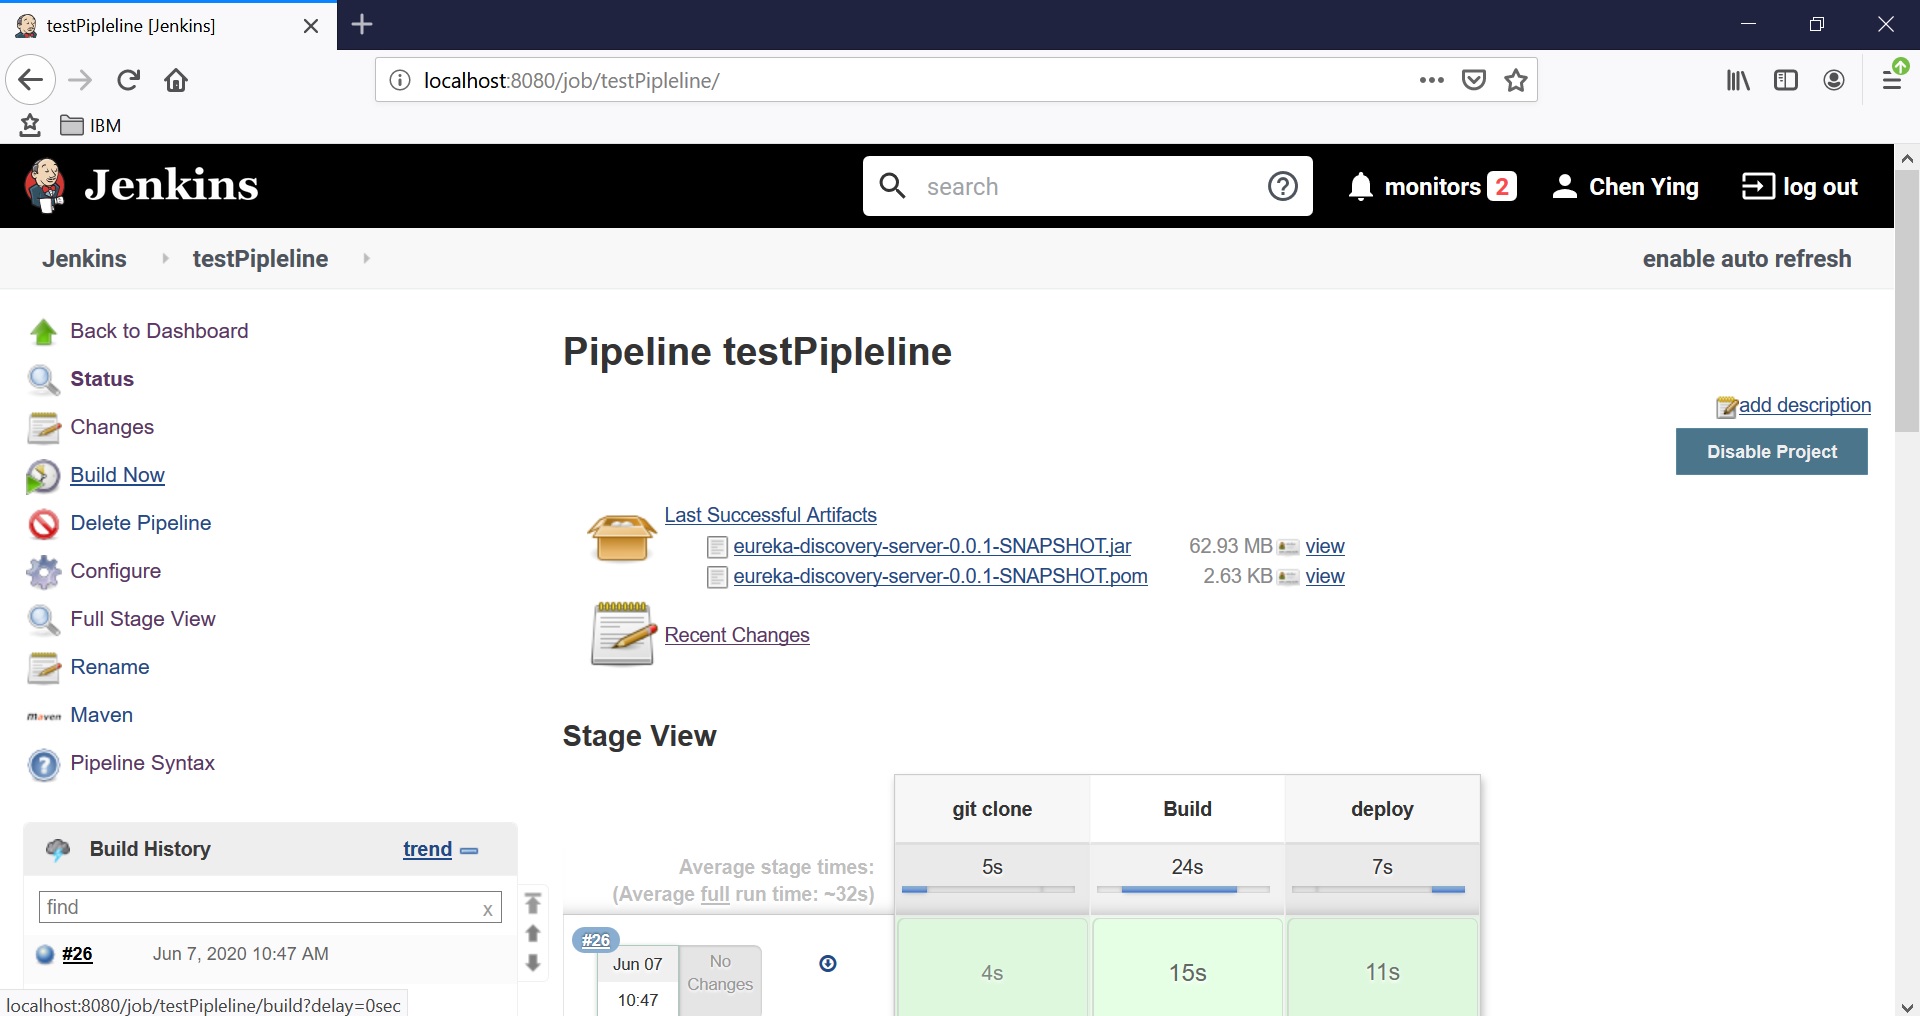 testPipleline [Jenkins]
localhost:8080/job/testPipleline/
IBM
Jenkins
search
monitors 2
Chen Ying
log out
Jenkins
testPipleline
enable auto refresh
Back to Dashboard
Status
Changes
Build Now
Delete Pipeline
Configure
Full Stage View
Rename
maven Maven
Pipeline Syntax
Build History
trend
find
x
#26
Jun 7, 2020 10:47 AM
Pipeline testPipleline
add description
Disable Project
Last Successful Artifacts
eureka-discovery-server-0.0.1-SNAPSHOT.jar 62.93 MB view
eureka-discovery-server-0.0.1-SNAPSHOT.pom 2.63 KB view
Recent Changes
Stage View
git clone Build deploy
Average stage times: 5s 24s 7s
(Average full run time: ~32s)
#26
Jun 07
10:47
No
Changes
4s 15s 11s
localhost:8080/job/testPipleline/build?delay=0sec